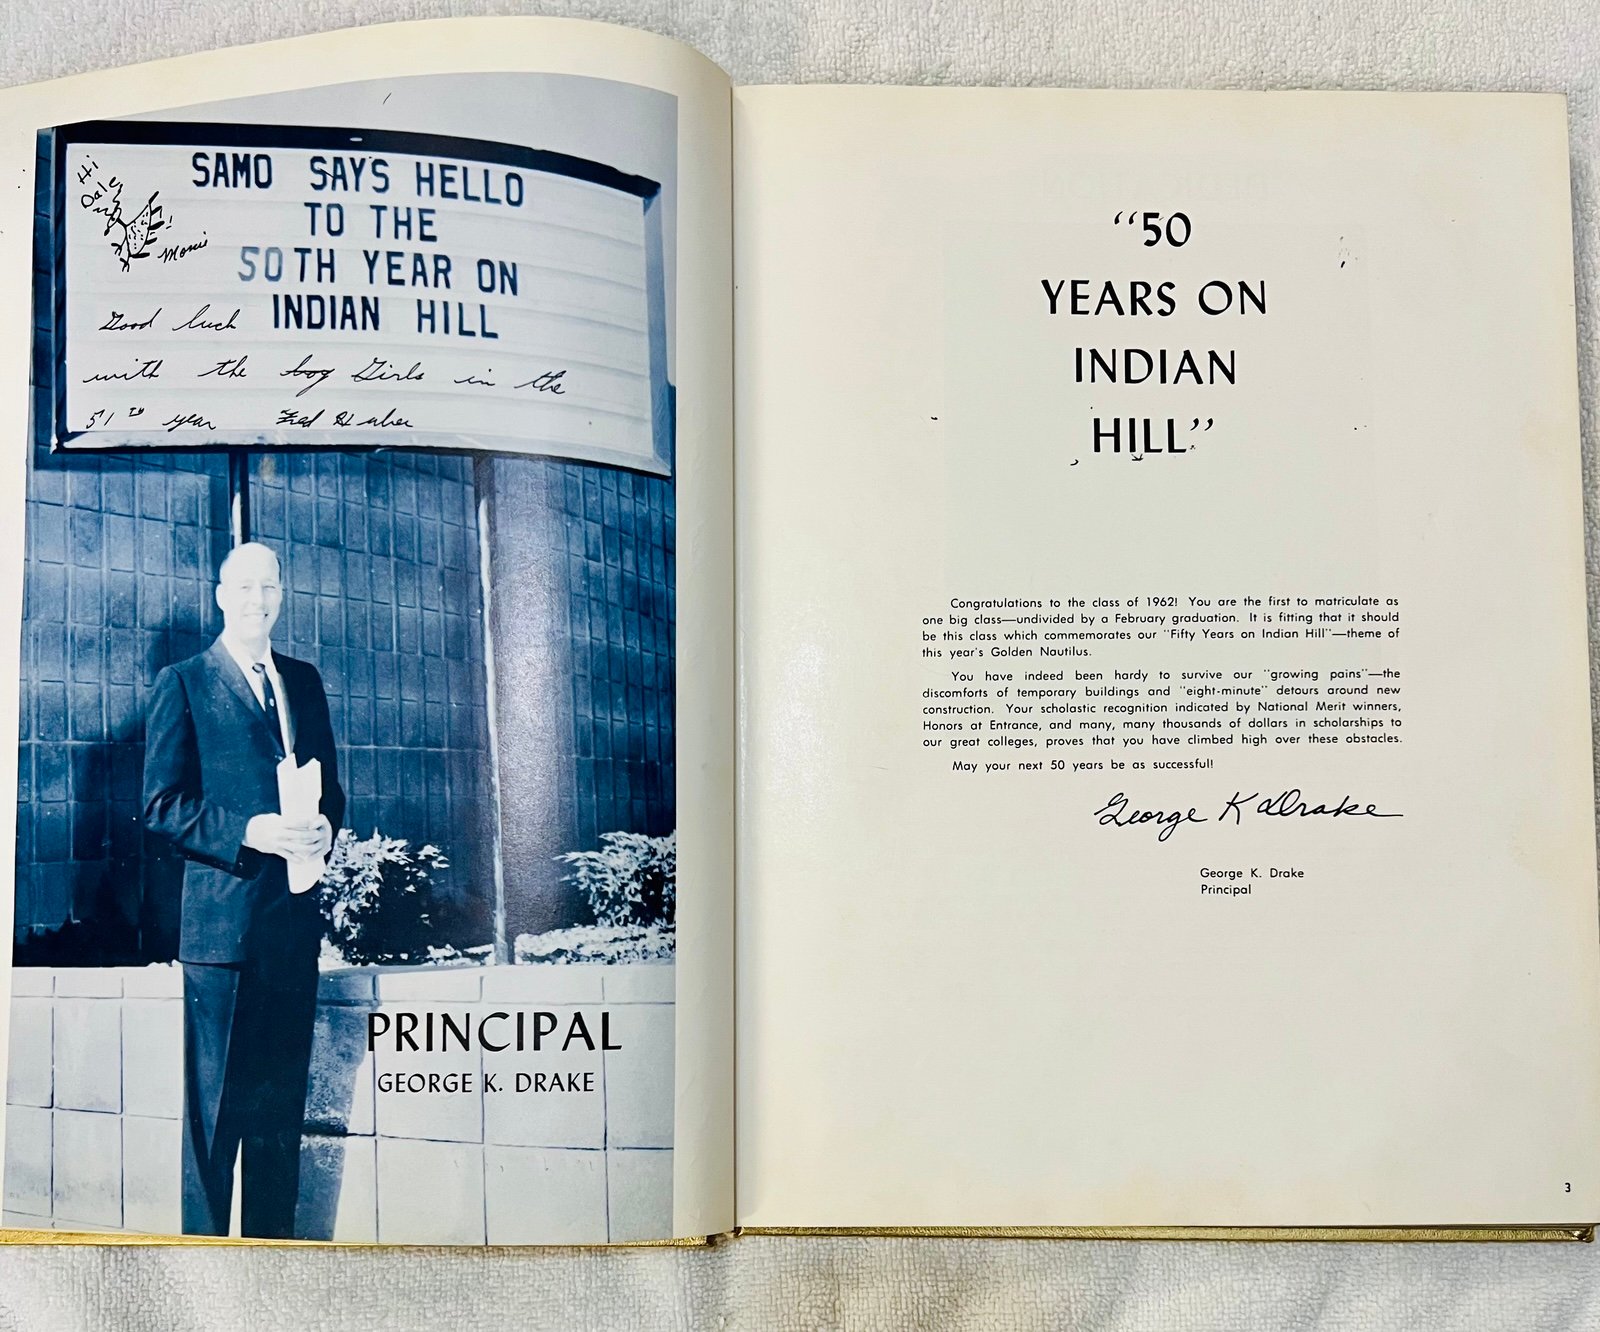 SAMO SAYS HELLO
TO THE
50TH YEAR ON
INDIAN HILL
Hi
Dale
Good luck
with the boy Girls in the
51TH year Fred Huber
PRINCIPAL
GEORGE K. DRAKE
“50
YEARS ON
INDIAN
HILL”
Congratulations to the class of 1962! You are the first to matriculate as
one big class—undivided by a February graduation. It is fitting that it should
be this class which commemorates our "Fifty Years on Indian Hill"—theme of
this year's Golden Nautilus.
You have indeed been hardy to survive our "growing pains"—the
discomforts of temporary buildings and "eight-minute" detours around new
construction. Your scholastic recognition indicated by National Merit winners,
Honors at Entrance, and many, many thousands of dollars in scholarships to
our great colleges, proves that you have climbed high over these obstacles.
May your next 50 years be as successful!
George K Drake
George K. Drake
Principal
3